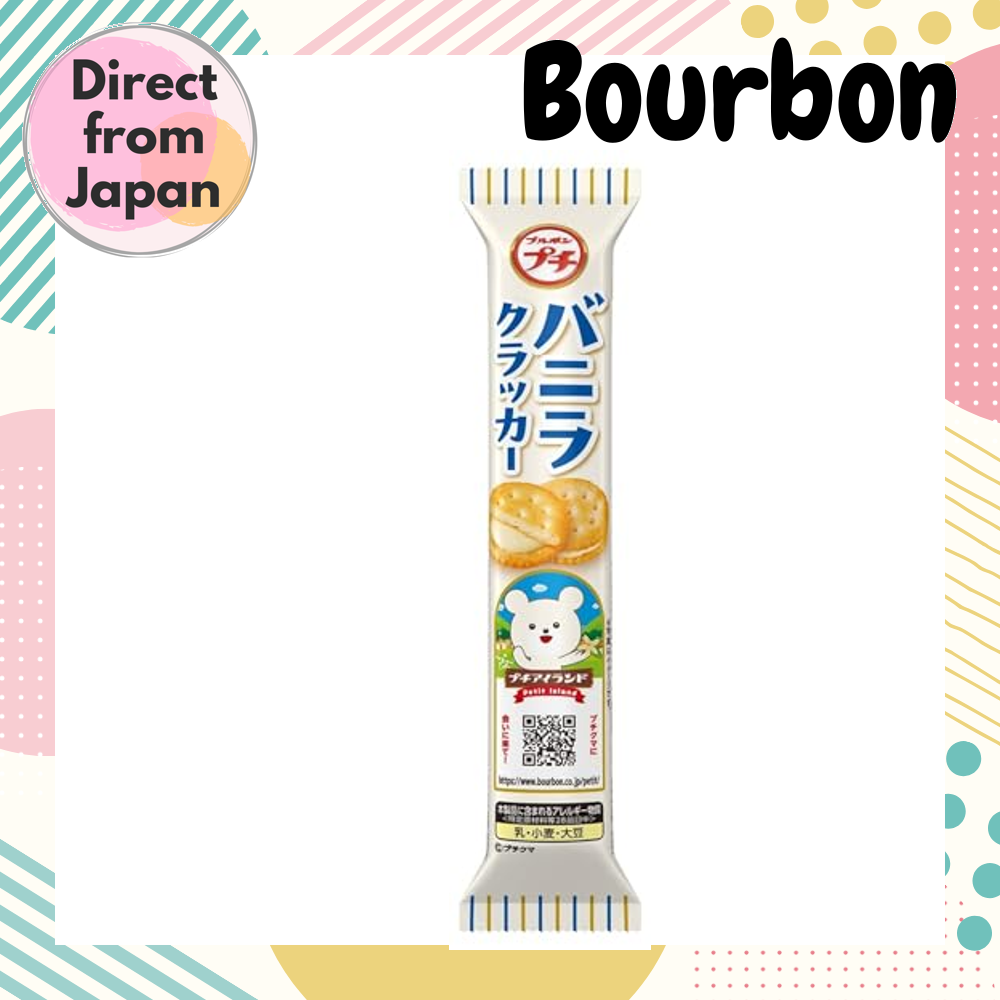 Direct
from
Japan
Bourbon
ブルボン
プチ
バニラ
クラッカー
プチアイランド
Petit Island
プチクマに
会いに来て!
https://www.bourbon.co.jp/petit/
本製品に含まれるアレルギー物質
乳・小麦・大豆
©プチクマ